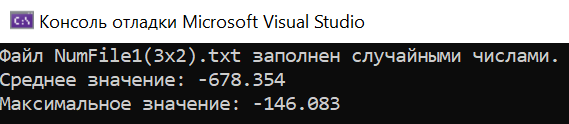 Консоль отладки Microsoft Visual Studio
Файл NumFile1(3x2).txt заполнен случайными числами.
Среднее значение: -678.354
Максимальное значение: -146.083